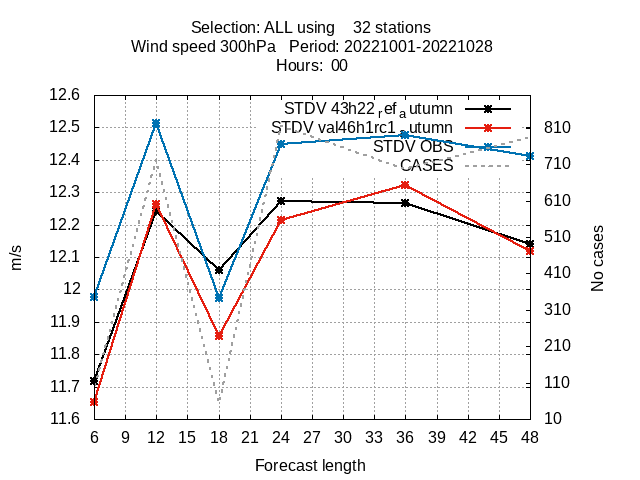 Selection: ALL using 32 stations
Wind speed 300hPa Period: 20221001-20221028
Hours: 00
STDV 43h22_ref_autumn
STDV val46h1rc1_autumn
STDV OBS
CASES
12.6
12.5
12.4
12.3
12.2
12.1
12
11.9
11.8
11.7
11.6
m/s
810
710
610
510
410
310
210
110
10
No cases
6 9 12 15 18 21 24 27 30 33 36 39 42 45 48
Forecast length